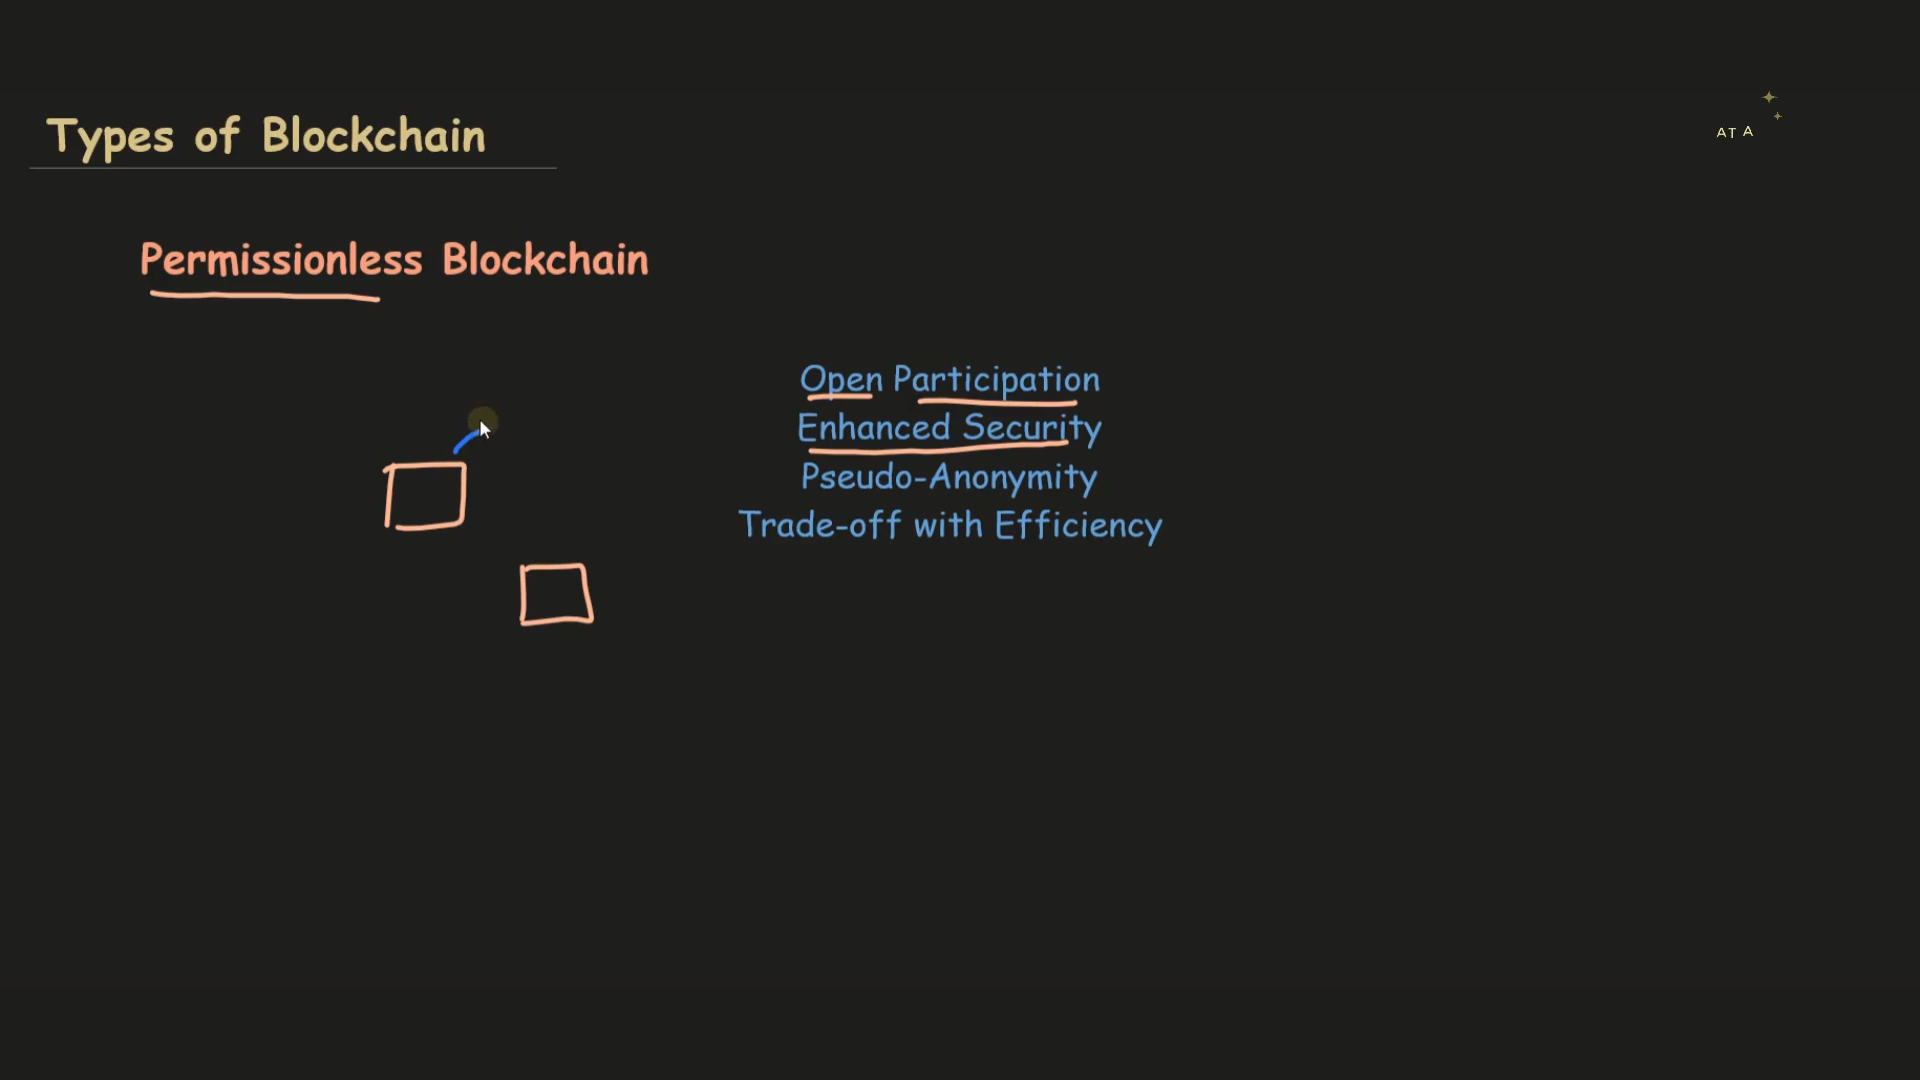 Types of Blockchain
AT A
Permissionless Blockchain
Open Participation
Enhanced Security
Pseudo-Anonymity
Trade-off with Efficiency